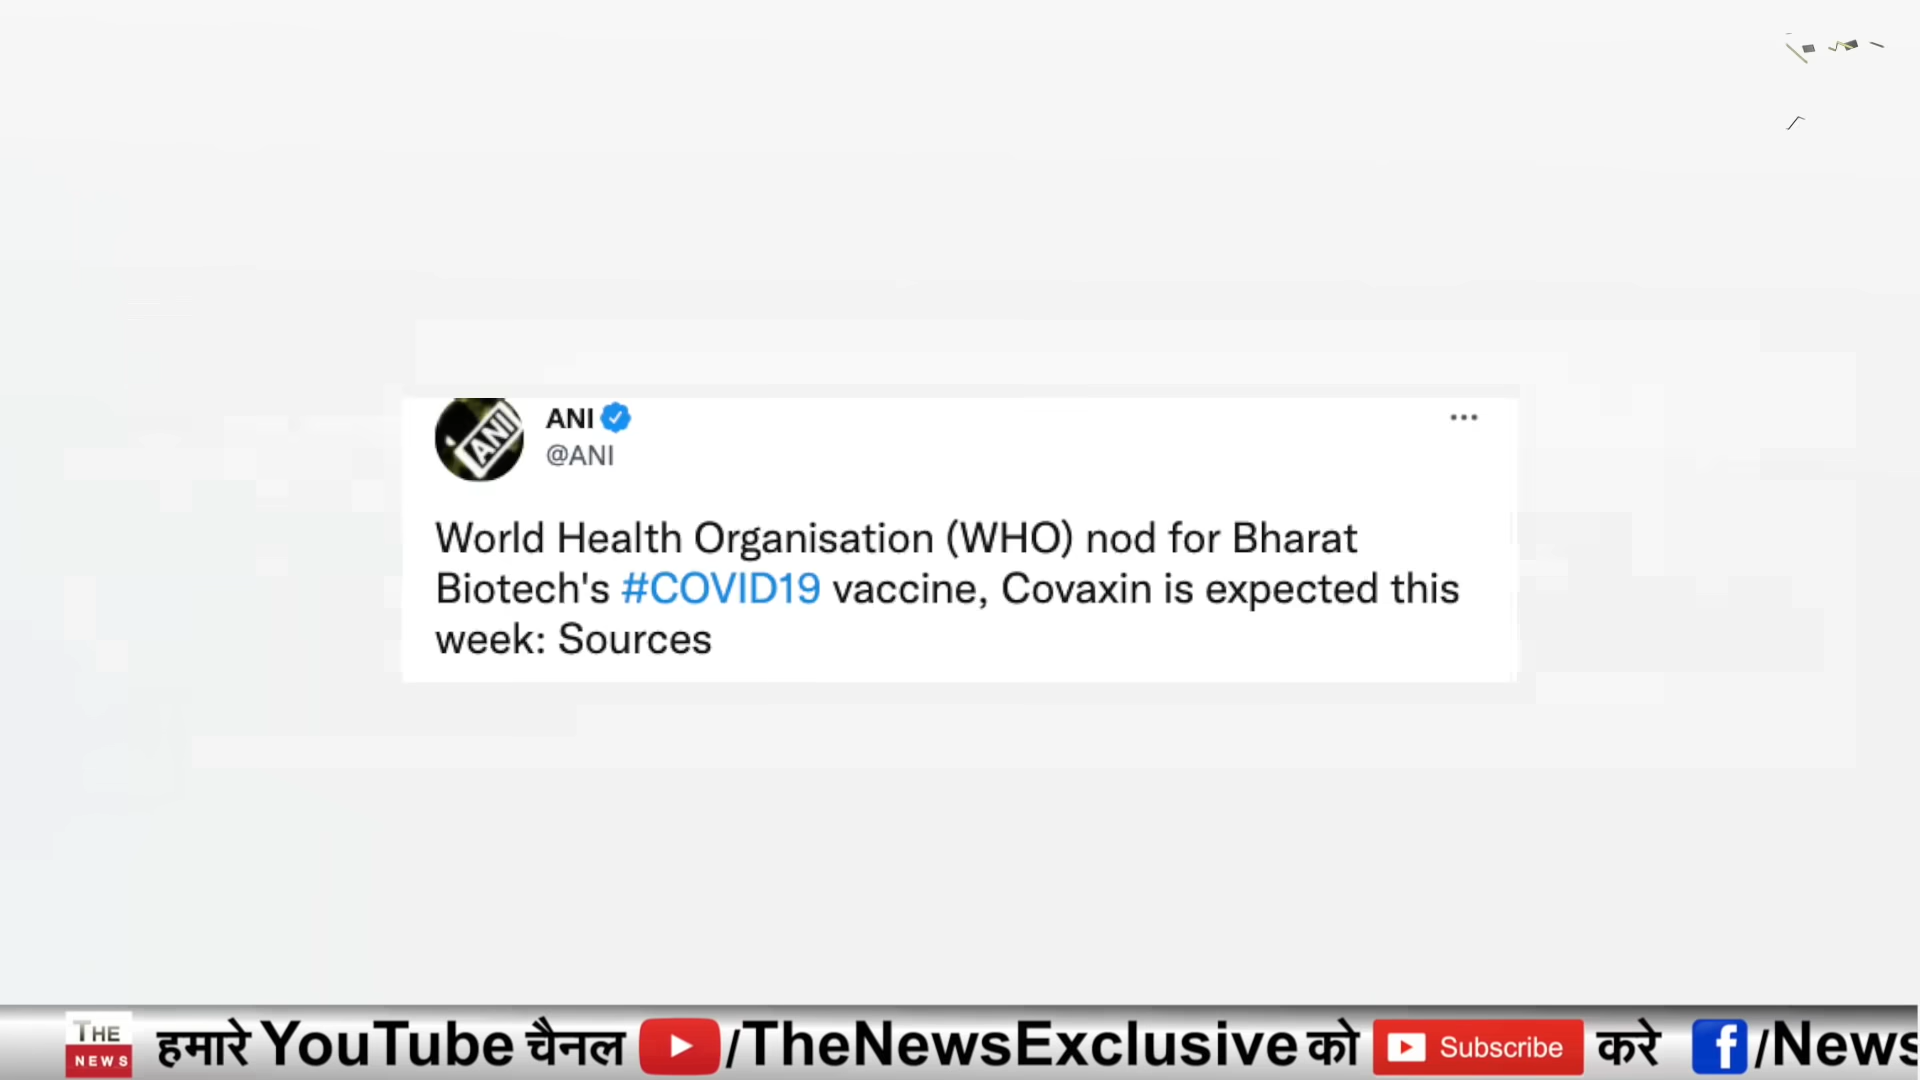 ANI
@ANI
World Health Organisation (WHO) nod for Bharat
Biotech's #COVID19 vaccine, Covaxin is expected this
week: Sources
THE
NEWS
हमारे YouTube चैनल /TheNewsExclusive को Subscribe करे /News